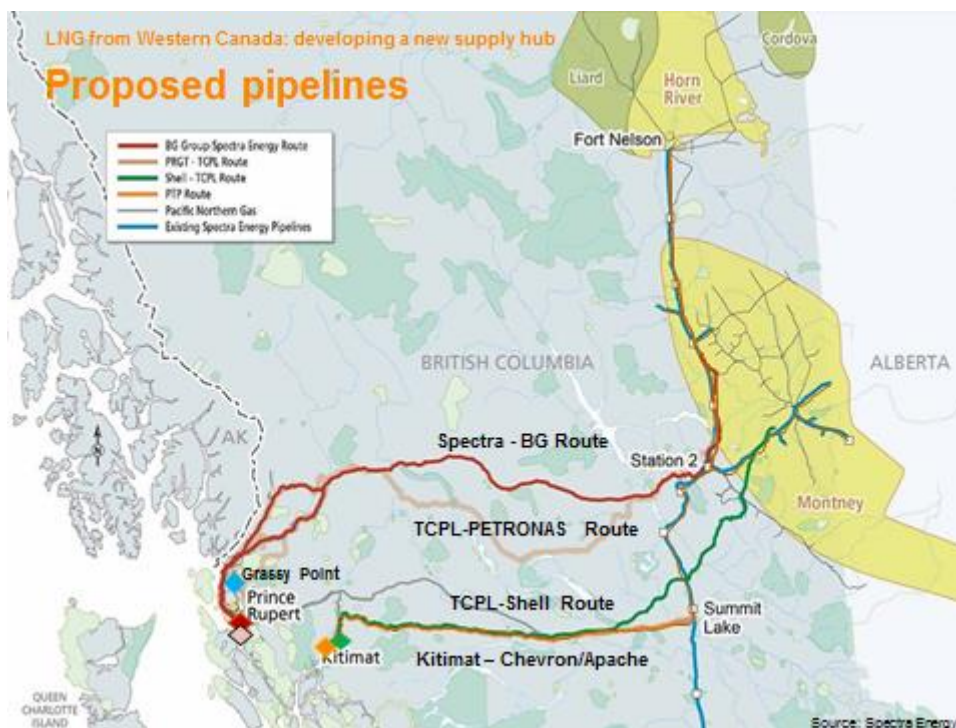 LNG from Western Canada: developing a new supply hub
Proposed pipelines
BG Group-Spectra Energy Route
PRGT - TCPL Route
Shell - TCPL Route
PTP Route
Pacific Northern Gas
Existing Spectra Energy Pipelines
Cordova
Liard
Horn
River
Fort Nelson
BRITISH COLUMBIA
ALBERTA
AK
Spectra - BG Route
Station 2
Montney
TCPL-PETRONAS Route
Grassy Point
Prince
Rupert
TCPL-Shell Route
Summit
Lake
Kitimat
Kitimat – Chevron/Apache
QUEEN
CHARLOTTE
ISLAND
Source: Spectra Energy